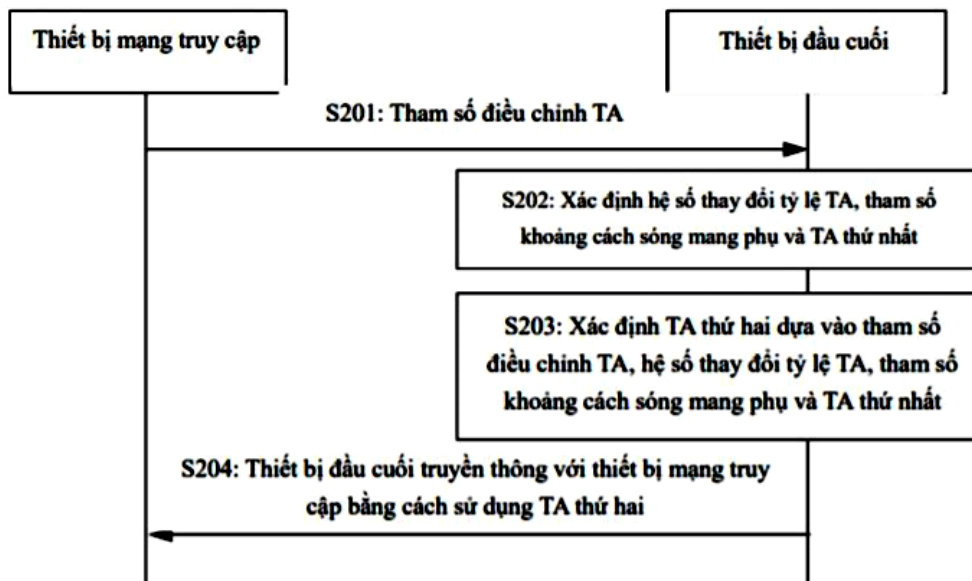 Thiết bị mạng truy cập
Thiết bị đầu cuối
S201: Tham số điều chỉnh TA
S202: Xác định hệ số thay đổi tỷ lệ TA, tham số
khoảng cách sóng mang phụ và TA thứ nhất
S203: Xác định TA thứ hai dựa vào tham số
điều chỉnh TA, hệ số thay đổi tỷ lệ TA, tham số
khoảng cách sóng mang phụ và TA thứ nhất
S204: Thiết bị đầu cuối truyền thông với thiết bị mạng truy
cập bằng cách sử dụng TA thứ hai